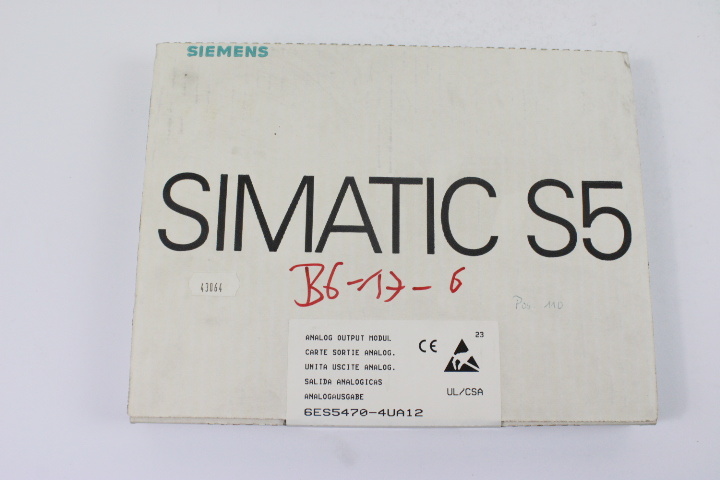 SIEMENS
SIMATIC S5
43064
B6-17-6
Pos 110
ANALOG OUTPUT MODUL
CARTE SORTIE ANALOG.
UNITA USCITE ANALOG.
SALIDA ANALOGICAS
ANALOGAUSGABE
6ES5470-4UA12
CE
23
UL/CSA